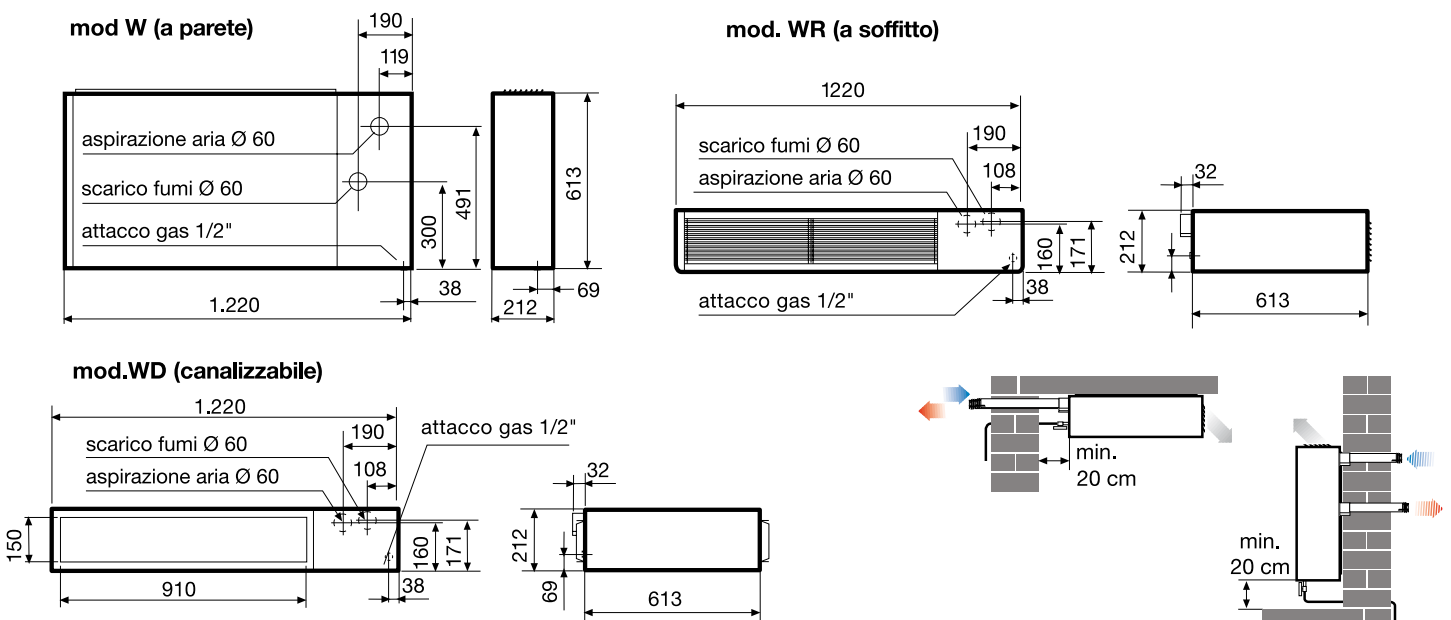 mod W (a parete)
190
119
aspirazione aria Ø 60
scarico fumi Ø 60
attacco gas 1/2"
300
491
613
38
69
1.220
212
mod. WR (a soffitto)
1220
190
scarico fumi Ø 60
108
aspirazione aria Ø 60
32
160
171
212
38
attacco gas 1/2"
613
mod.WD (canalizzabile)
1.220
190
attacco gas 1/2"
scarico fumi Ø 60
108
aspirazione aria Ø 60
32
150
160
171
212
69
910
38
613
min.
20 cm
min.
20 cm